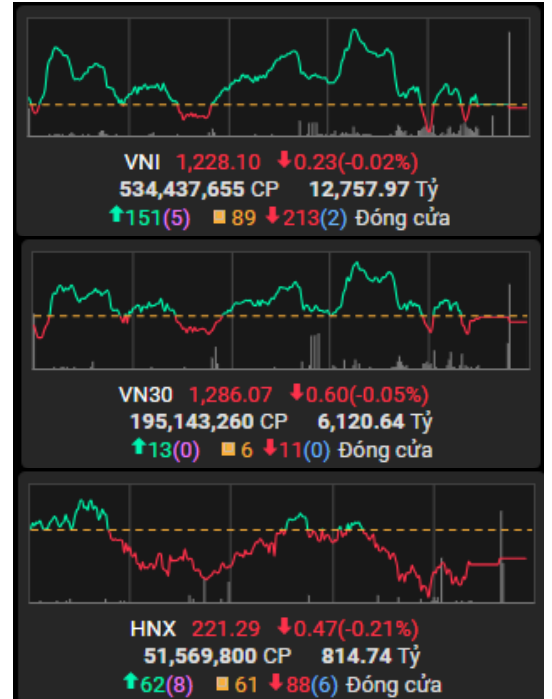 VNI 1,228.10 ⬇0.23(-0.02%)
534,437,655 CP 12,757.97 Tỷ
⬆151(5) ■ 89 ⬇213(2) Đóng cửa
VN30 1,286.07 ⬇0.60(-0.05%)
195,143,260 CP 6,120.64 Tỷ
⬆13(0) ■ 6 ⬇11(0) Đóng cửa
HNX 221.29 ⬇0.47(-0.21%)
51,569,800 CP 814.74 Tỷ
⬆62(8) ■ 61 ⬇88(6) Đóng cửa